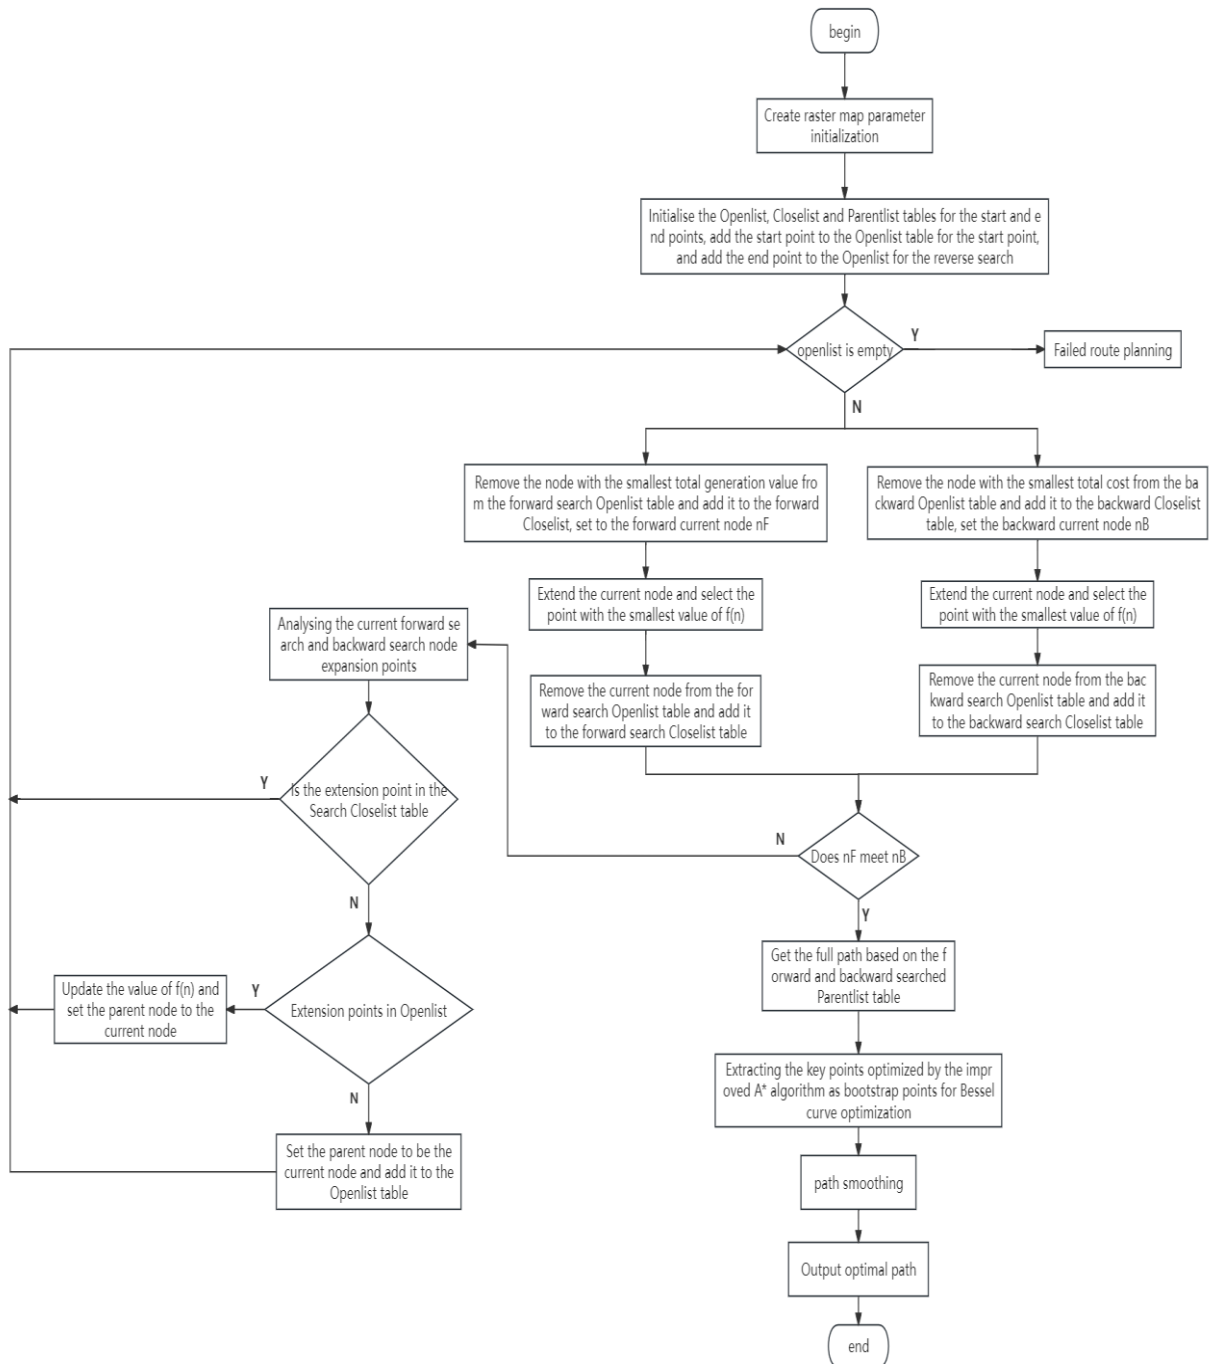 begin
Create raster map parameter
initialization
Initialise the Openlist, Closelist and Parentlist tables for the start and e
nd points, add the start point to the Openlist table for the start point,
and add the end point to the Openlist for the reverse search
openlist is empty
Y
Failed route planning
N
Remove the node with the smallest total generation value fro
m the forward search Openlist table and add it to the forward
Closelist, set to the forward current node nF
Remove the node with the smallest total cost from the ba
ckward Openlist table and add it to the backward Closelist
table, set the backward current node nB
Extend the current node and select the
point with the smallest value of f(n)
Extend the current node and select the
point with the smallest value of f(n)
Remove the current node from the for
ward search Openlist table and add it
to the forward search Closelist table
Remove the current node from the bac
kward search Openlist table and add it
to the backward search Closelist table
Does nF meet nB
N
Y
Analysing the current forward se
arch and backward search node
expansion points
Is the extension point in the
Search Closelist table
Y
N
Extension points in Openlist
Y
Update the value of f(n) and
set the parent node to the
current node
N
Set the parent node to be the
current node and add it to the
Openlist table
Get the full path based on the f
orward and backward searched
Parentlist table
Extracting the key points optimized by the impr
oved A* algorithm as bootstrap points for Bessel
curve optimization
path smoothing
Output optimal path
end